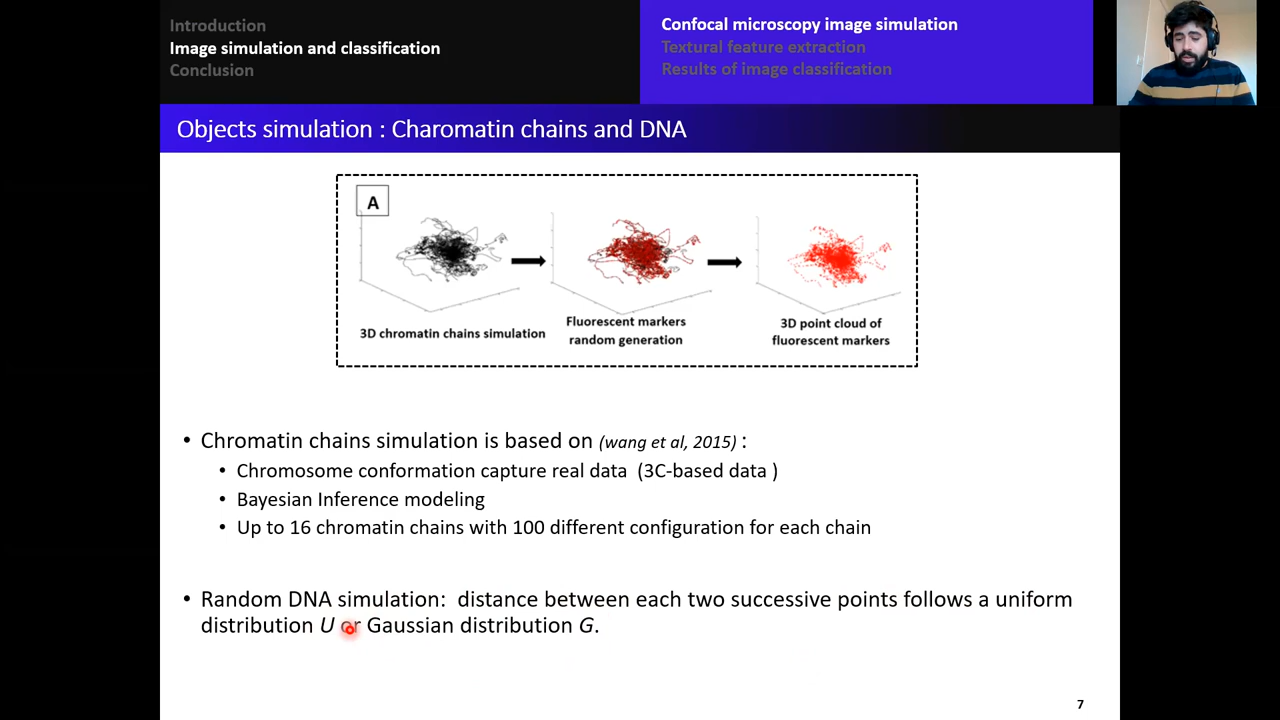 Introduction
Image simulation and classification
Conclusion
Confocal microscopy image simulation
Textural feature extraction
Results of image classification
Objects simulation : Charomatin chains and DNA
A
3D chromatin chains simulation
Fluorescent markers
random generation
3D point cloud of
fluorescent markers
• Chromatin chains simulation is based on (wang et al, 2015) :
• Chromosome conformation capture real data (3C-based data )
• Bayesian Inference modeling
• Up to 16 chromatin chains with 100 different configuration for each chain
• Random DNA simulation: distance between each two successive points follows a uniform
distribution U or Gaussian distribution G.
7